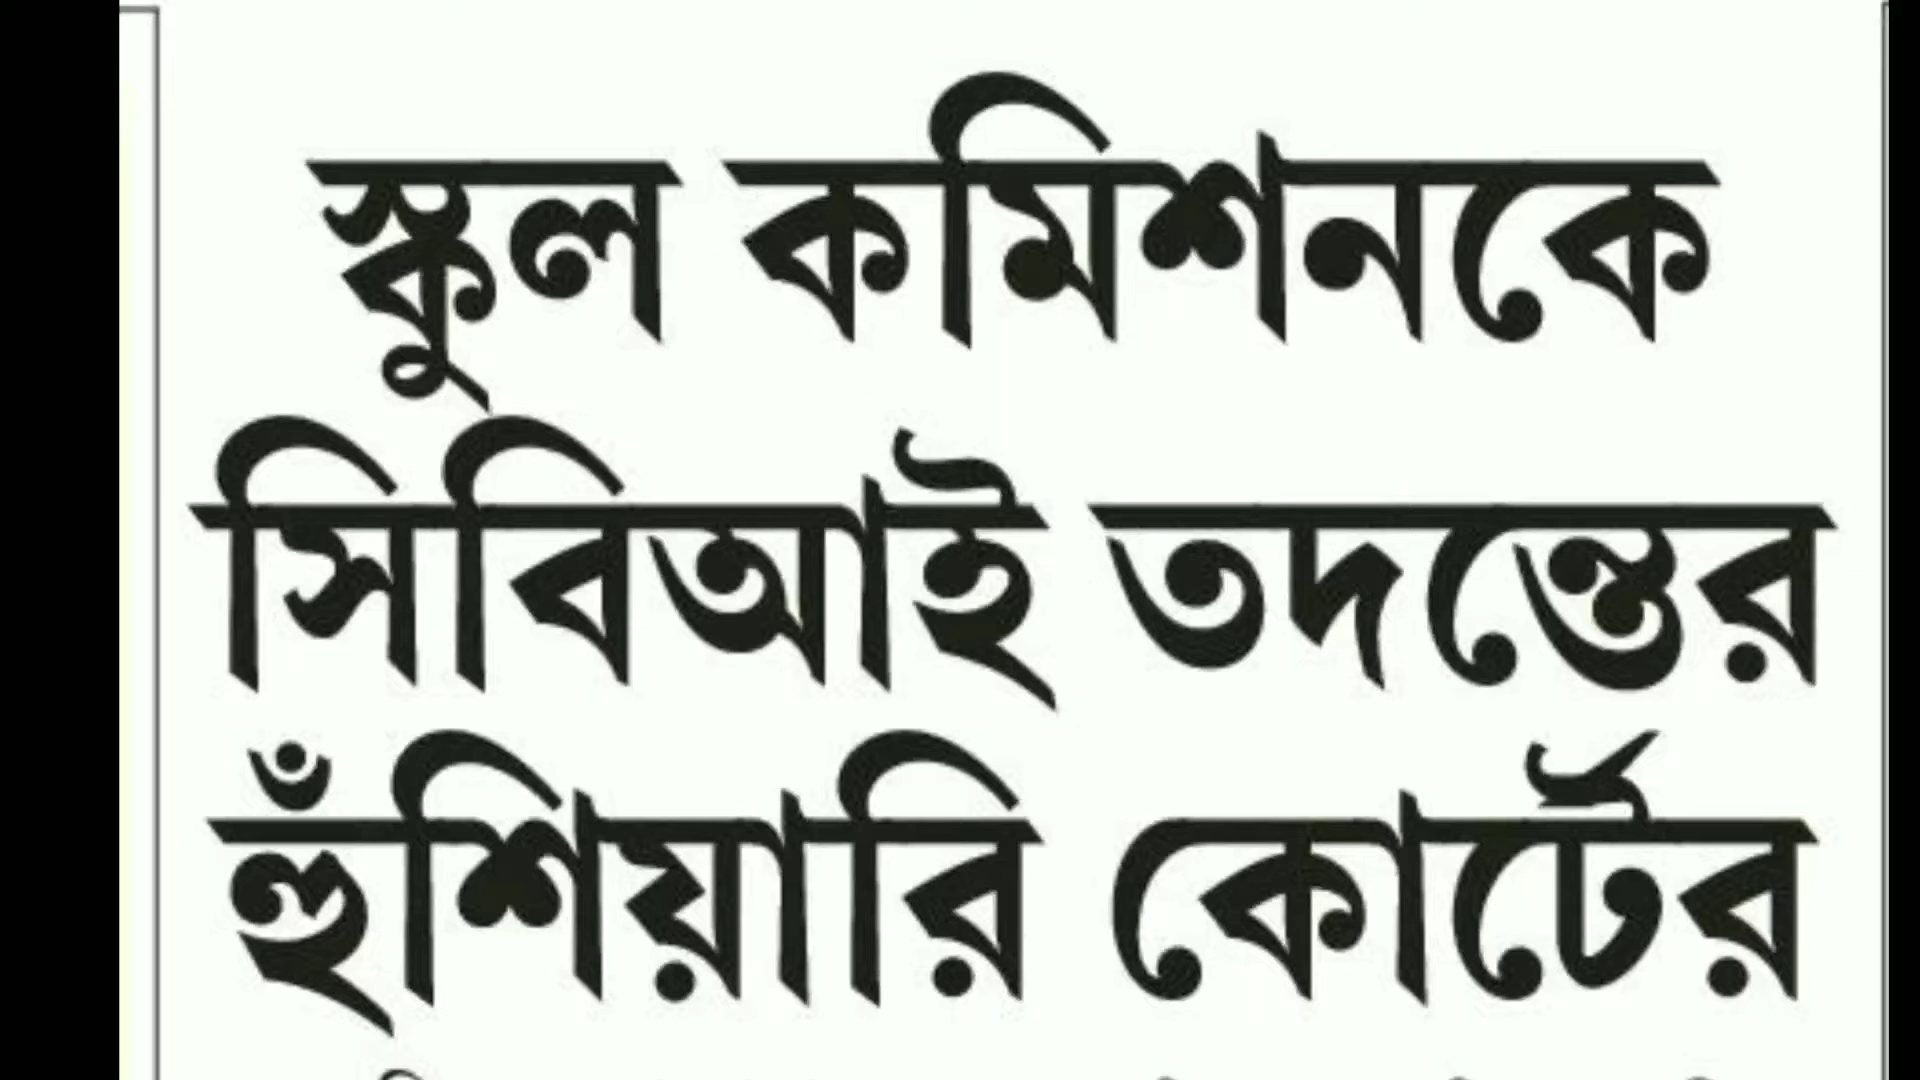 স্কুল কমিশনকে
সিবিআই তদন্তের
হুঁশিয়ারি কোর্টের